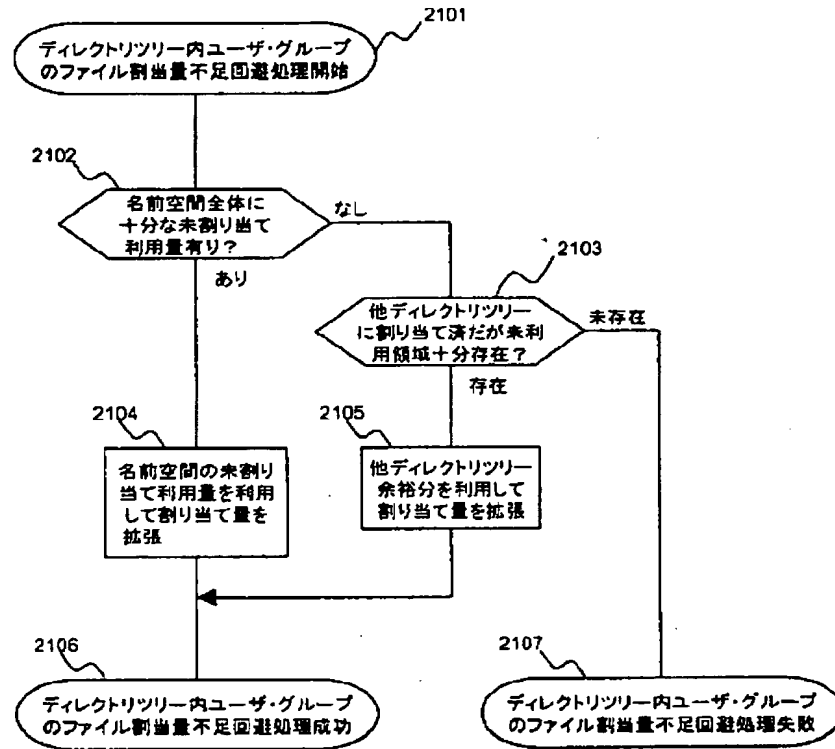 2101
ディレクトリツリー内ユーザ・グループ
のファイル割当量不足回避処理開始
2102
名前空間全体に
十分な未割り当て
利用量有り？
なし
あり
2103
他ディレクトリツリー
に割り当て済だが未利
用領域十分存在？
未存在
存在
2104
名前空間の未割り
当て利用量を利用
して割り当て量を
拡張
2105
他ディレクトリツリー
余裕分を利用して
割り当て量を拡張
2106
ディレクトリツリー内ユーザ・グループ
のファイル割当量不足回避処理成功
2107
ディレクトリツリー内ユーザ・グループ
のファイル割当量不足回避処理失敗